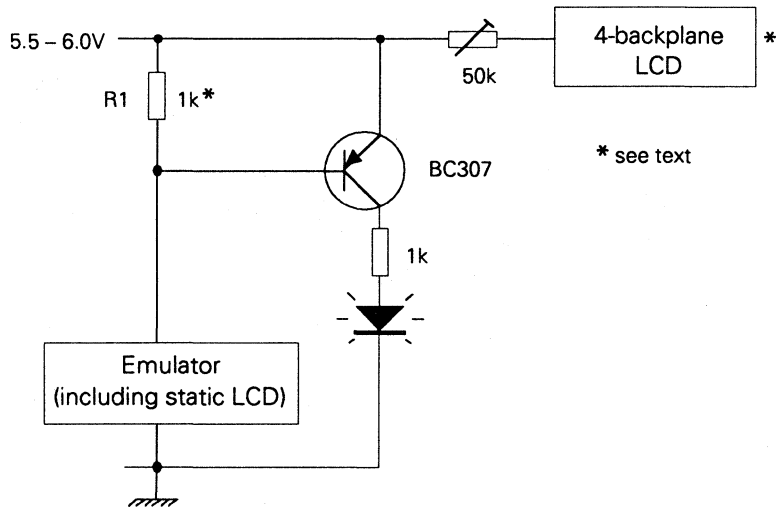 5.5 – 6.0V
4-backplane
LCD
*
50k
R1
1k*
* see text
BC307
1k
Emulator
(including static LCD)